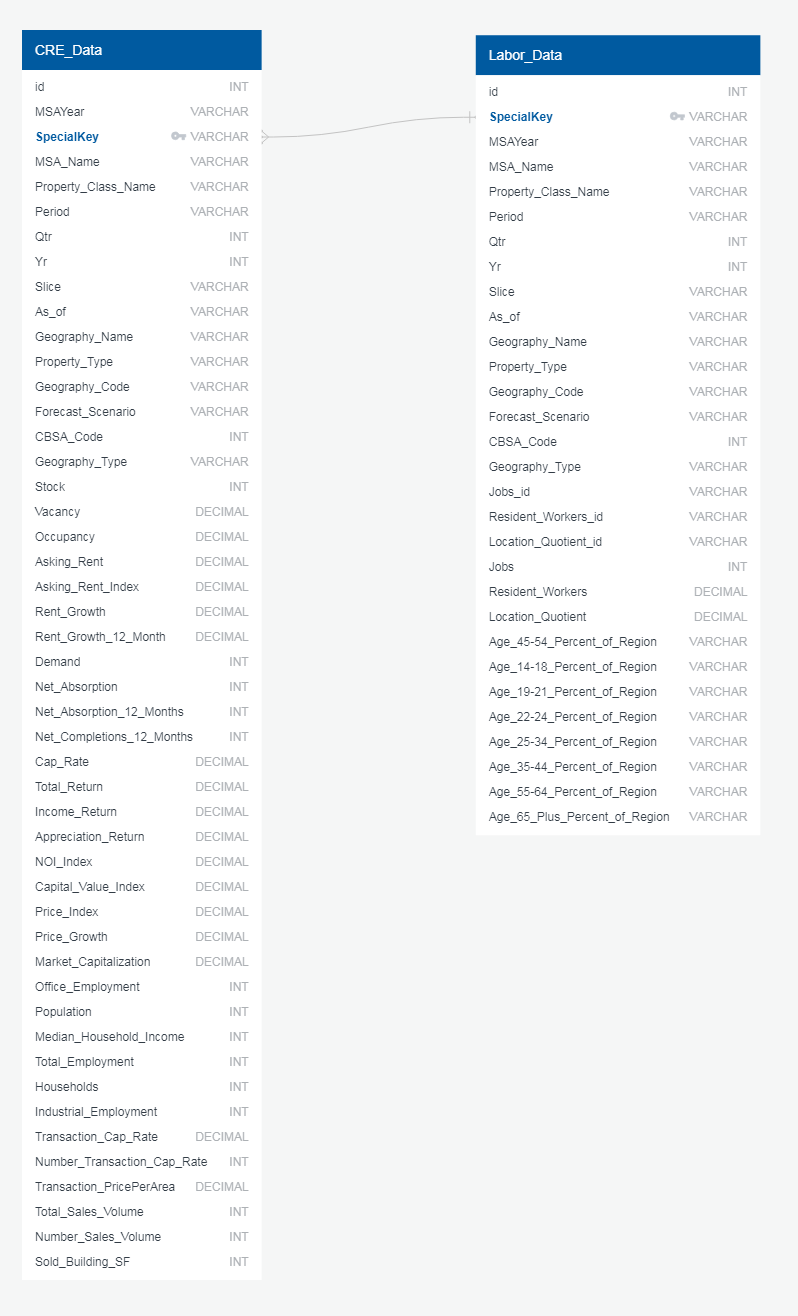 CRE_Data
id INT
MSAYear VARCHAR
SpecialKey VARCHAR
MSA_Name VARCHAR
Property_Class_Name VARCHAR
Period VARCHAR
Qtr INT
Yr INT
Slice VARCHAR
As_of VARCHAR
Geography_Name VARCHAR
Property_Type VARCHAR
Geography_Code VARCHAR
Forecast_Scenario VARCHAR
CBSA_Code INT
Geography_Type VARCHAR
Stock INT
Vacancy DECIMAL
Occupancy DECIMAL
Asking_Rent DECIMAL
Asking_Rent_Index DECIMAL
Rent_Growth DECIMAL
Rent_Growth_12_Month DECIMAL
Demand INT
Net_Absorption INT
Net_Absorption_12_Months INT
Net_Completions_12_Months INT
Cap_Rate DECIMAL
Total_Return DECIMAL
Income_Return DECIMAL
Appreciation_Return DECIMAL
NOI_Index DECIMAL
Capital_Value_Index DECIMAL
Price_Index DECIMAL
Price_Growth DECIMAL
Market_Capitalization DECIMAL
Office_Employment INT
Population INT
Median_Household_Income INT
Total_Employment INT
Households INT
Industrial_Employment INT
Transaction_Cap_Rate DECIMAL
Number_Transaction_Cap_Rate INT
Transaction_PricePerArea DECIMAL
Total_Sales_Volume INT
Number_Sales_Volume INT
Sold_Building_SF INT
Labor_Data
id INT
SpecialKey VARCHAR
MSAYear VARCHAR
MSA_Name VARCHAR
Property_Class_Name VARCHAR
Period VARCHAR
Qtr INT
Yr INT
Slice VARCHAR
As_of VARCHAR
Geography_Name VARCHAR
Property_Type VARCHAR
Geography_Code VARCHAR
Forecast_Scenario VARCHAR
CBSA_Code INT
Geography_Type VARCHAR
Jobs_id VARCHAR
Resident_Workers_id VARCHAR
Location_Quotient_id VARCHAR
Jobs INT
Resident_Workers DECIMAL
Location_Quotient DECIMAL
Age_45-54_Percent_of_Region VARCHAR
Age_14-18_Percent_of_Region VARCHAR
Age_19-21_Percent_of_Region VARCHAR
Age_22-24_Percent_of_Region VARCHAR
Age_25-34_Percent_of_Region VARCHAR
Age_35-44_Percent_of_Region VARCHAR
Age_55-64_Percent_of_Region VARCHAR
Age_65_Plus_Percent_of_Region VARCHAR